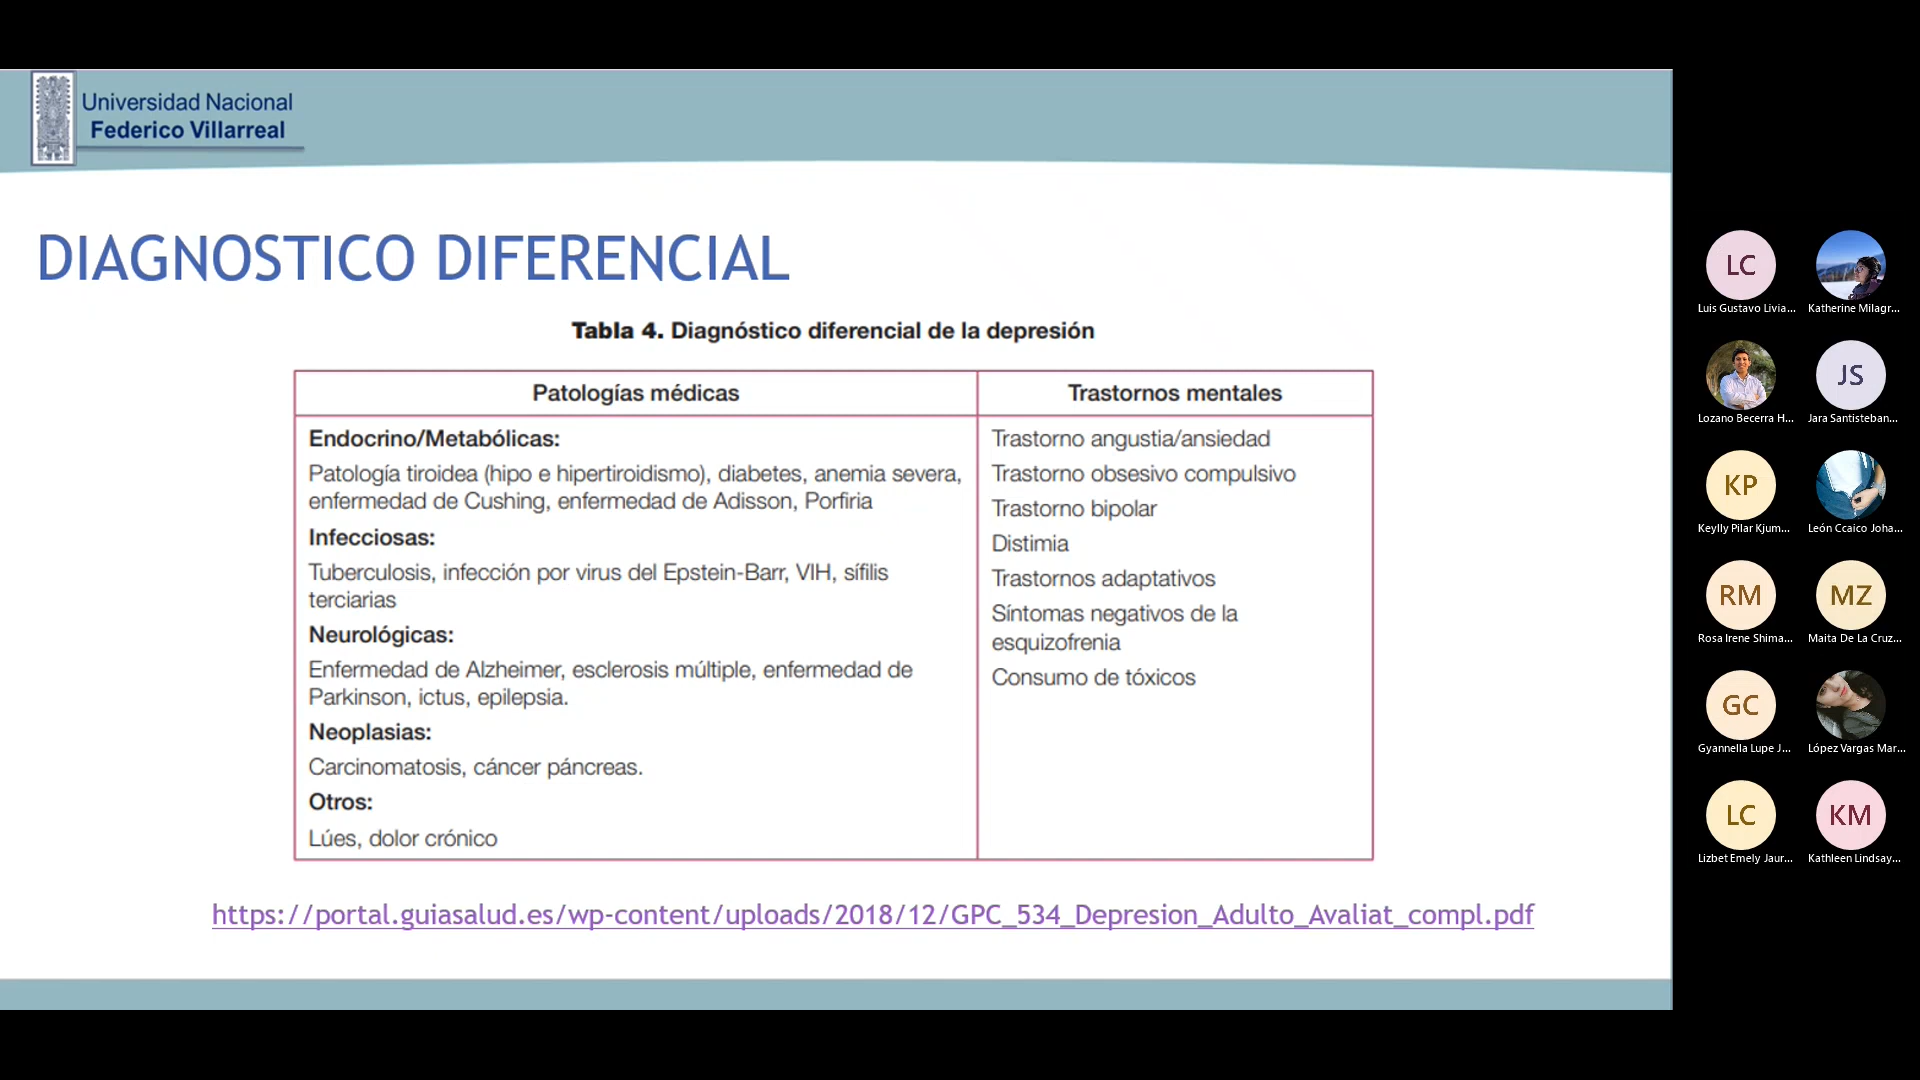 Universidad Nacional
Federico Villarreal
DIAGNOSTICO DIFERENCIAL
Tabla 4. Diagnóstico diferencial de la depresión
Patologías médicas
Endocrino/Metabólicas:
Patología tiroidea (hipo e hipertiroidismo), diabetes, anemia severa,
enfermedad de Cushing, enfermedad de Adisson, Porfiria
Infecciosas:
Tuberculosis, infección por virus del Epstein-Barr, VIH, sífilis
terciarias
Neurológicas:
Enfermedad de Alzheimer, esclerosis múltiple, enfermedad de
Parkinson, ictus, epilepsia.
Neoplasias:
Carcinomatosis, cáncer páncreas.
Otros:
Lúes, dolor crónico
Trastornos mentales
Trastorno angustia/ansiedad
Trastorno obsesivo compulsivo
Trastorno bipolar
Distimia
Trastornos adaptativos
Síntomas negativos de la
esquizofrenia
Consumo de tóxicos
https://portal.guiasalud.es/wp-content/uploads/2018/12/GPC_534_Depresion_Adulto_Avaliat_compl.pdf
LC
Luis Gustavo Livia...
Katherine Milagr...
Lozano Becerra H...
JS
Jara Santisteban...
KP
Keylly Pilar Kjum...
León Ccaico Joha...
RM
Rosa Irene Shima...
MZ
Maita De La Cruz...
GC
Gyannella Lupe J...
López Vargas Mar...
LC
Lizbet Emely Jaur...
KM
Kathleen Lindsay...